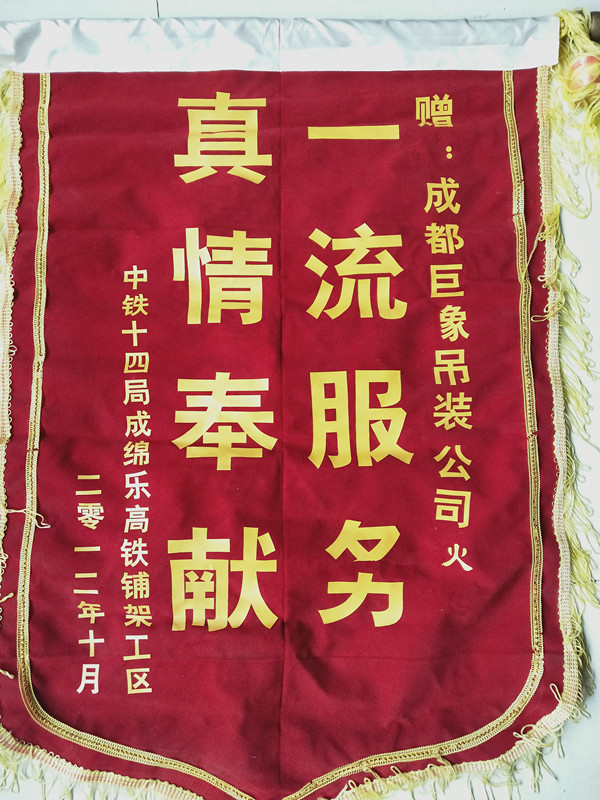 赠：成都巨象吊装公司火
一流服务
真情奉献
中铁十四局成绵乐高铁铺架工区
二零一二年十月